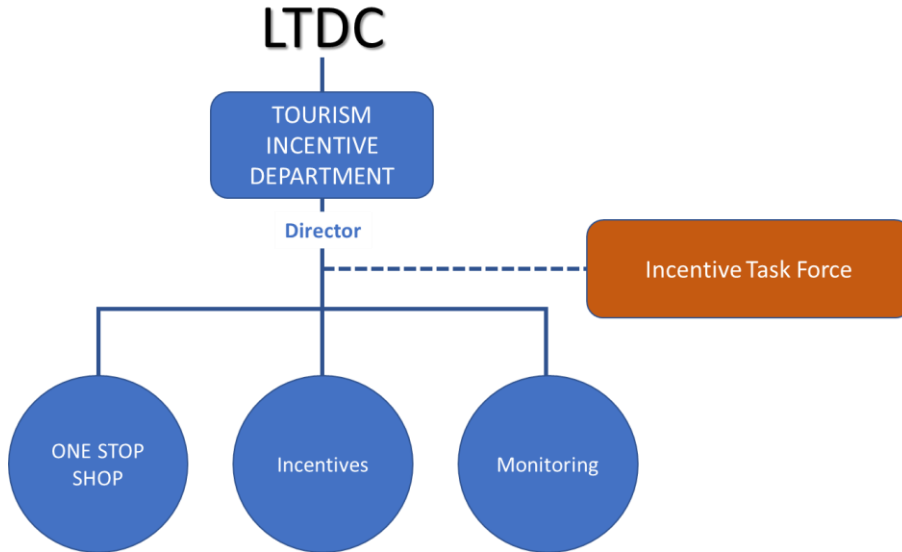 LTDC
TOURISM
INCENTIVE
DEPARTMENT
Director
Incentive Task Force
ONE STOP
SHOP
Incentives
Monitoring